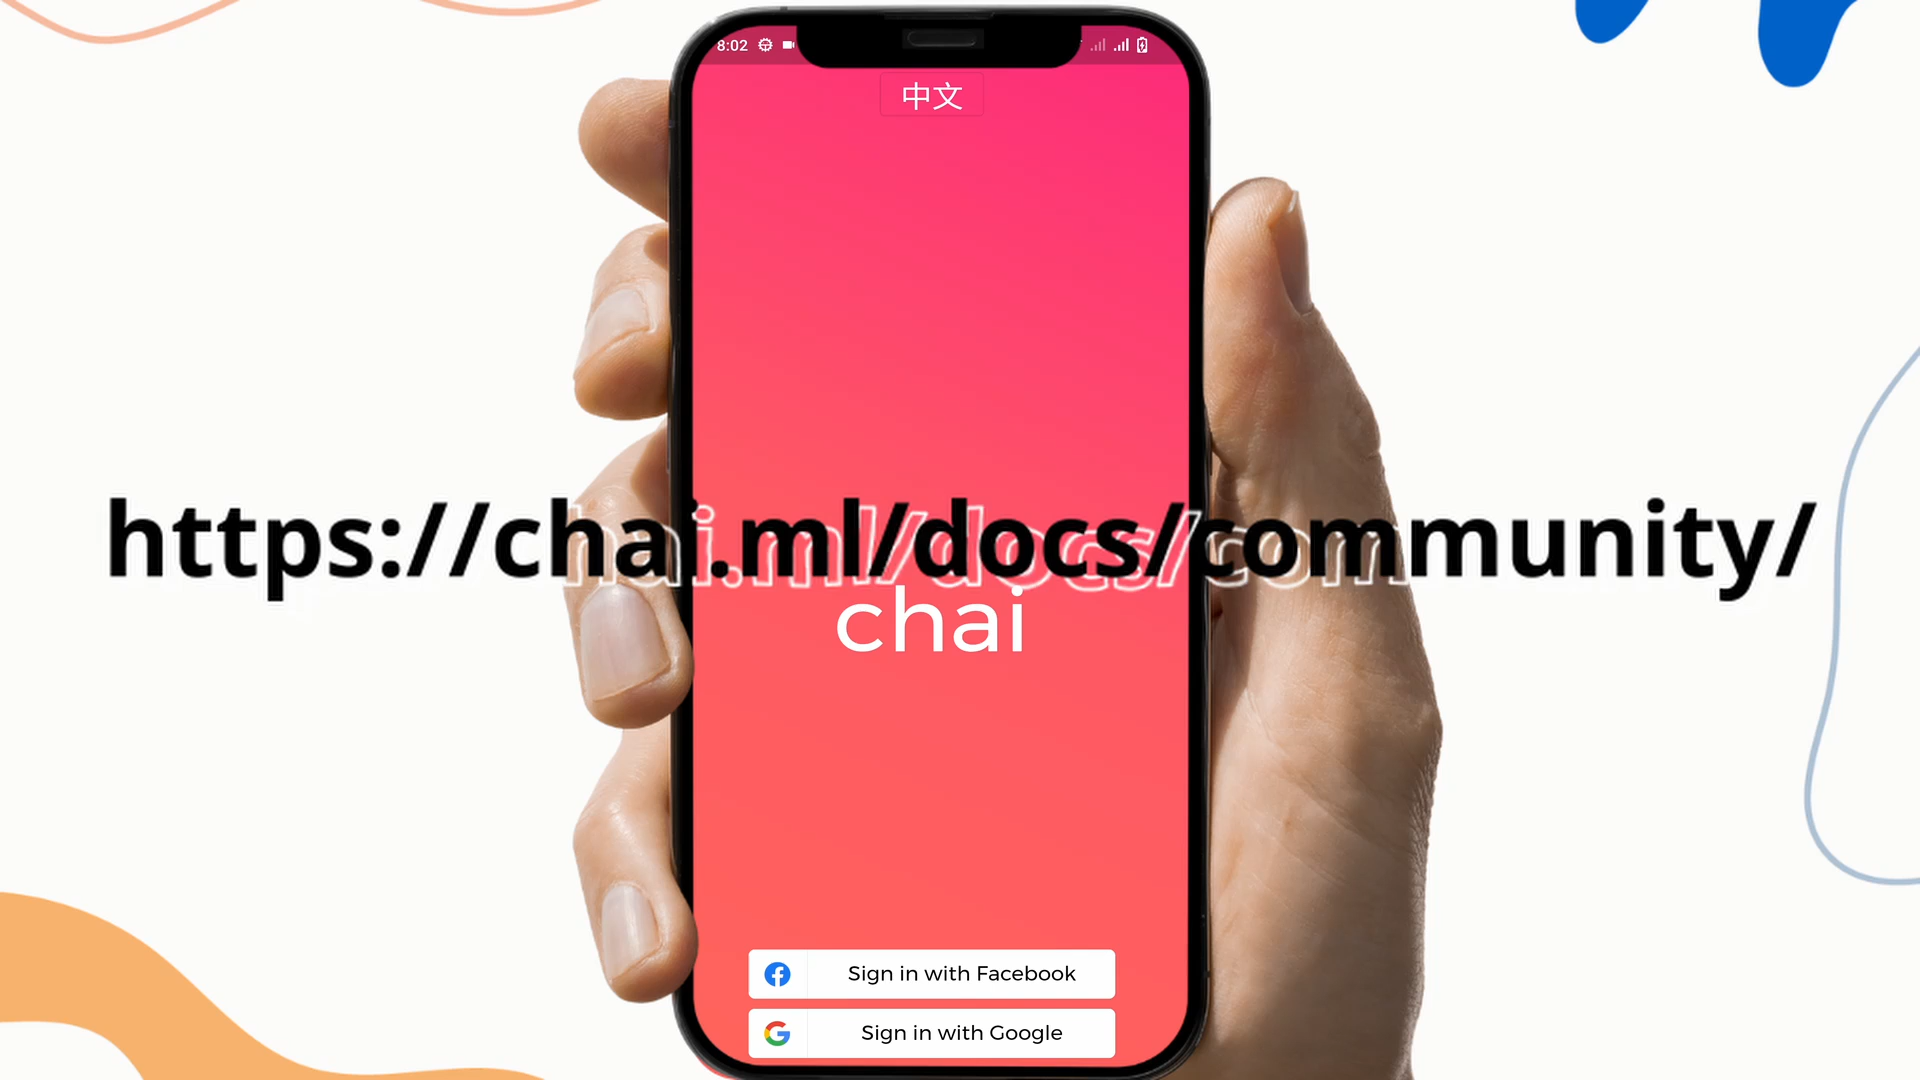 8:02
中文
https://chai.ml/docs/community/
chai
Sign in with Facebook
Sign in with Google